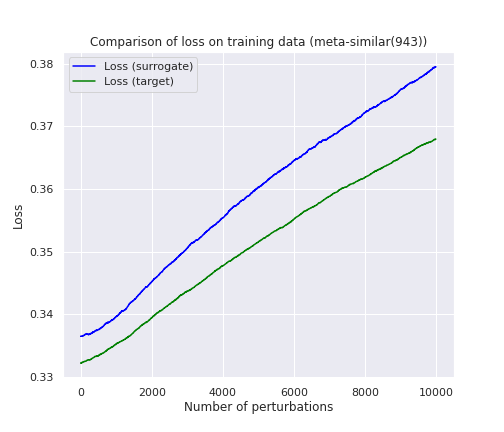 Comparison of loss on training data (meta-similar(943))
Loss (surrogate)
Loss (target)
0.38
0.37
0.36
0.35
0.34
0.33
Loss
0 2000 4000 6000 8000 10000
Number of perturbations